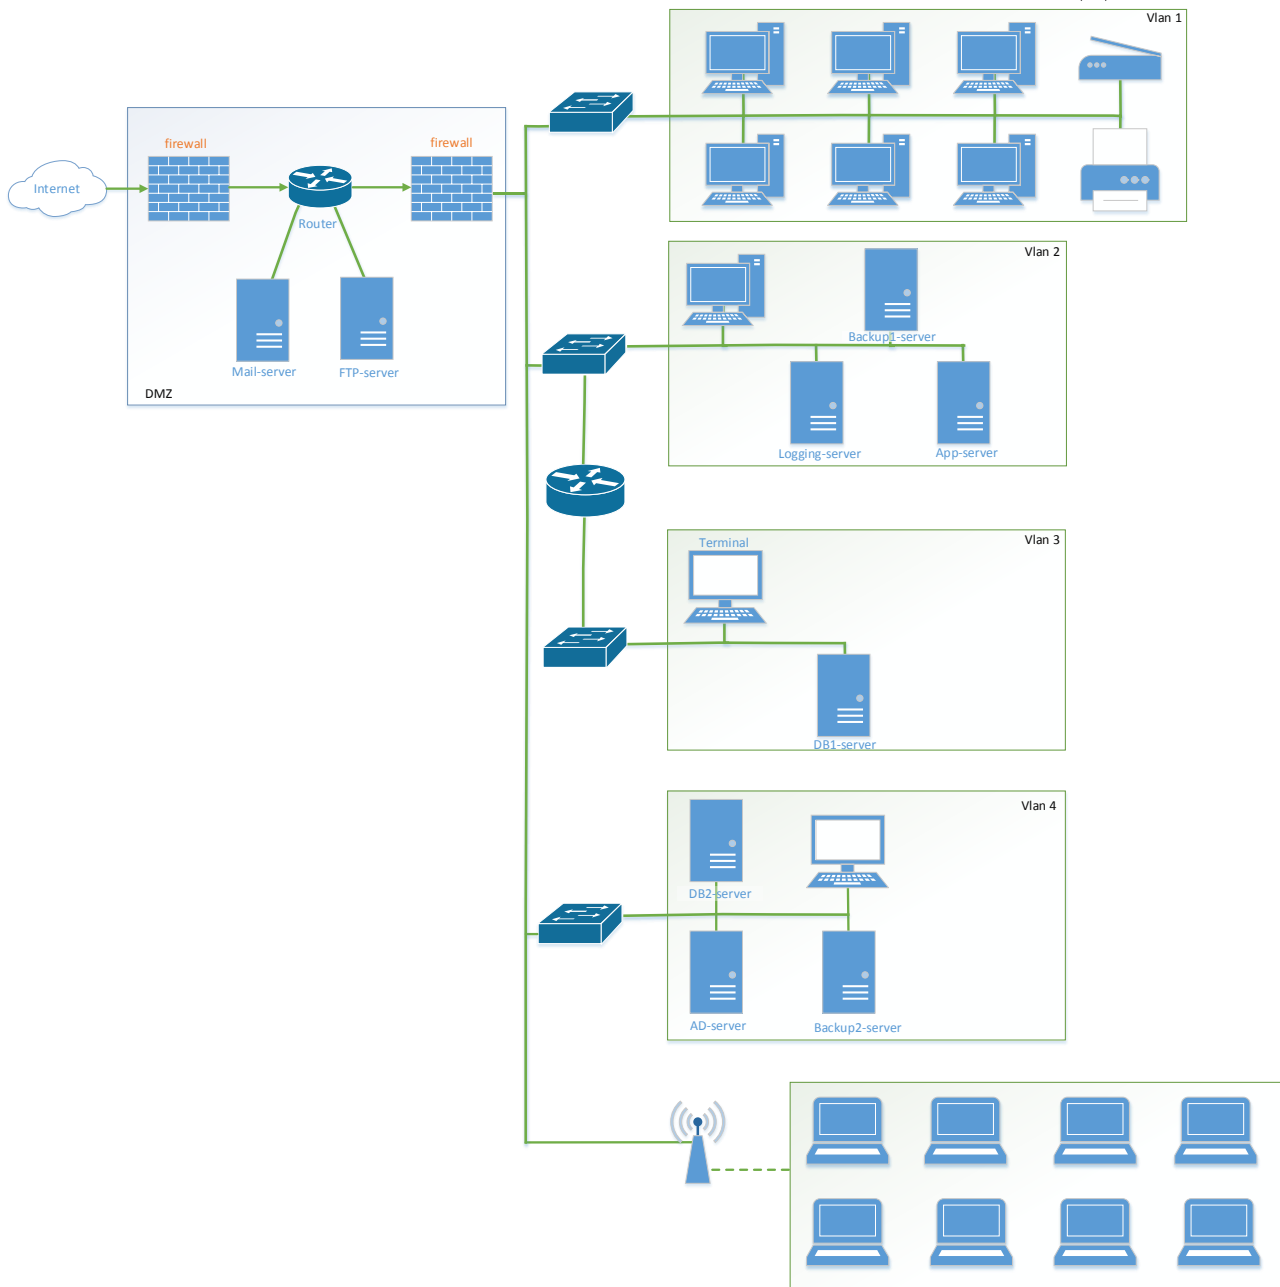 Vlan 1
firewall
firewall
Internet
Router
Mail-server
FTP-server
DMZ
Vlan 2
Backup1-server
Logging-server
App-server
Terminal
Vlan 3
DB1-server
Vlan 4
DB2-server
AD-server
Backup2-server